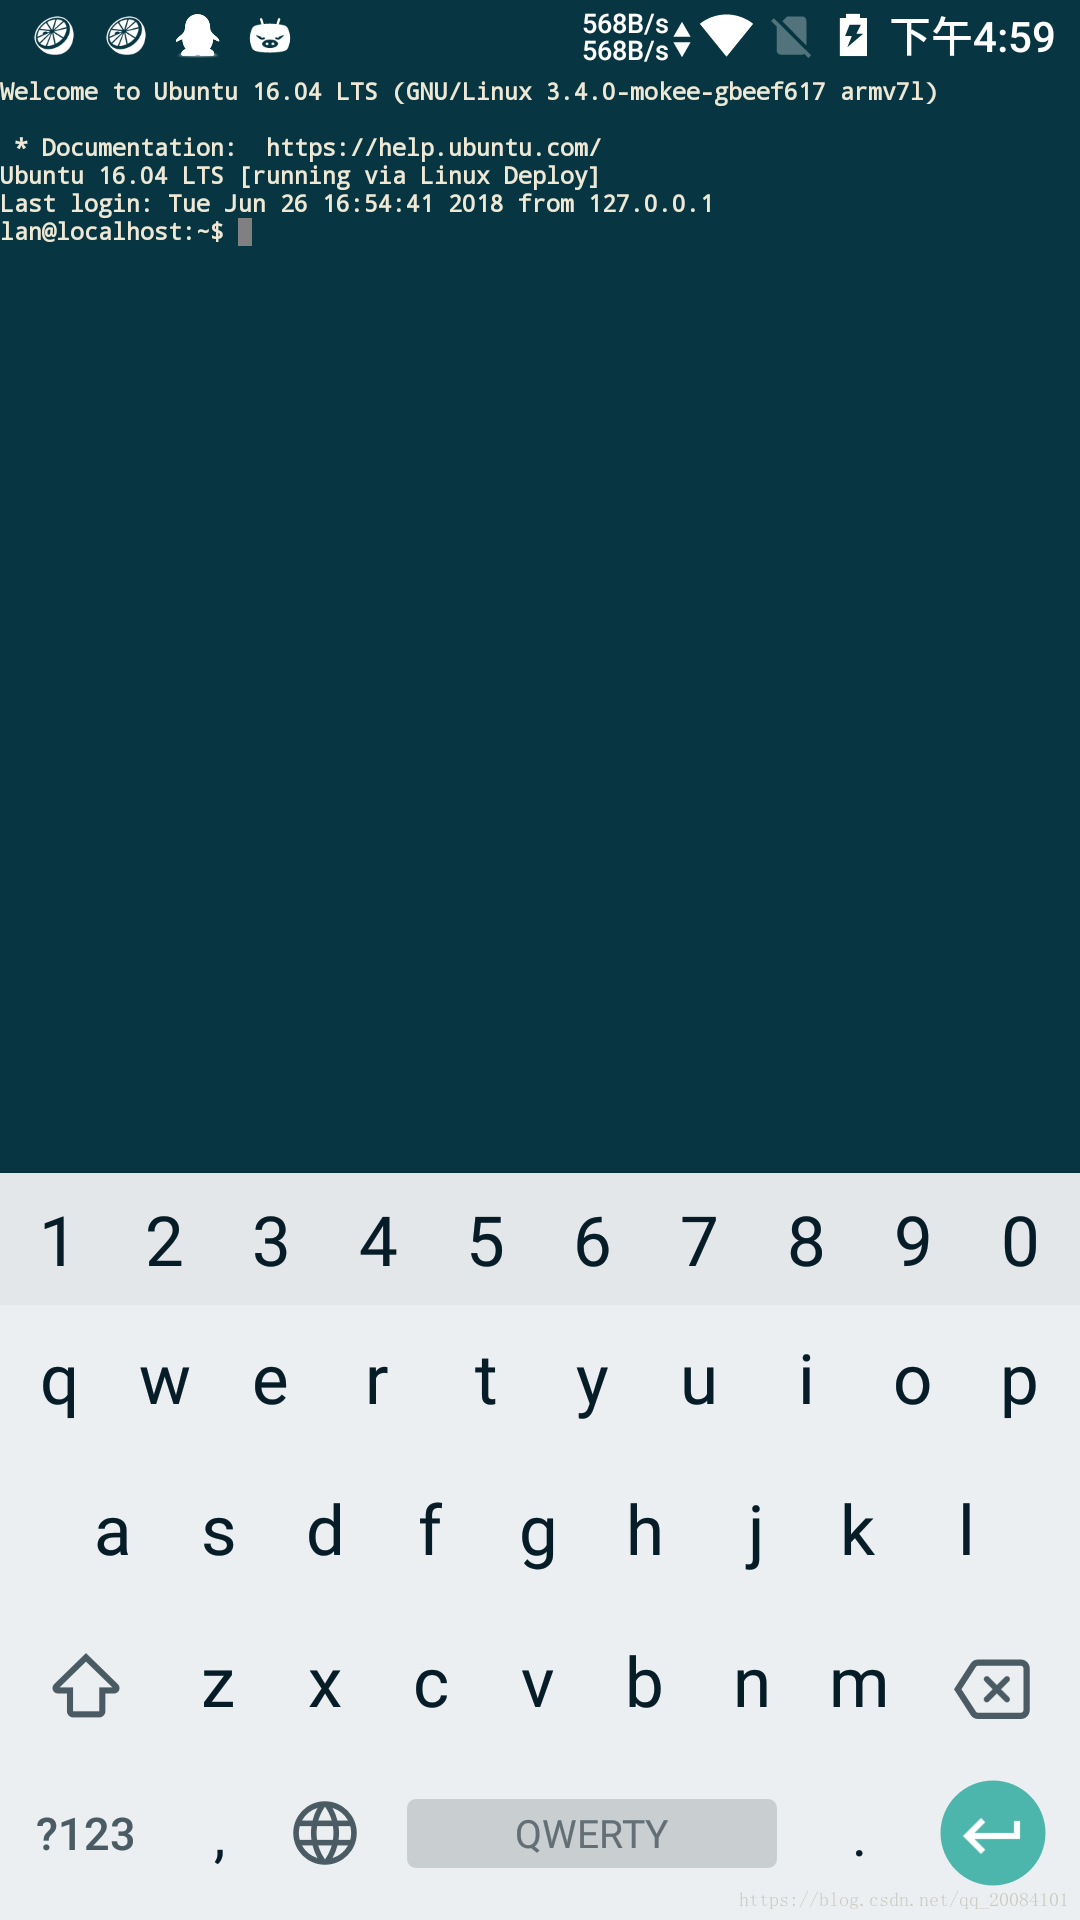 568B/s
568B/s
下午4:59
Welcome to Ubuntu 16.04 LTS (GNU/Linux 3.4.0-mokee-gbeef617 armv7l)
* Documentation:  https://help.ubuntu.com/
Ubuntu 16.04 LTS [running via Linux Deploy]
Last login: Tue Jun 26 16:54:41 2018 from 127.0.0.1
lan@localhost:~$
1 2 3 4 5 6 7 8 9 0
q w e r t y u i o p
a s d f g h j k l
z x c v b n m
?123 , QWERTY .
https://blog.csdn.net/qq_20084101